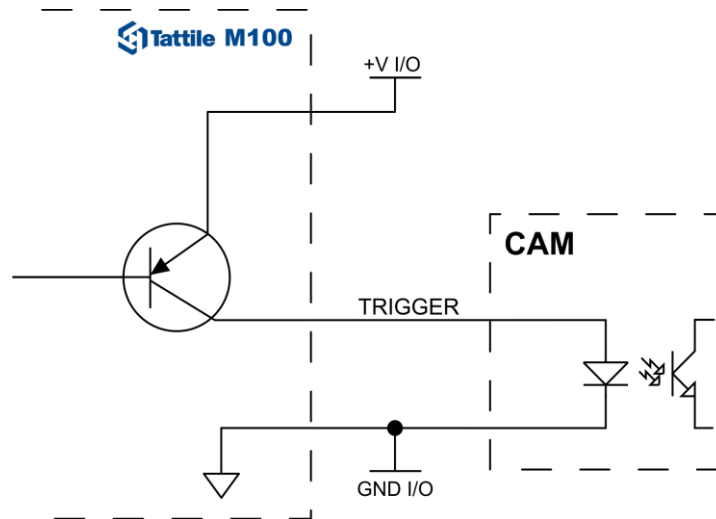 Tattile M100
+V I/O
CAM
TRIGGER
GND I/O